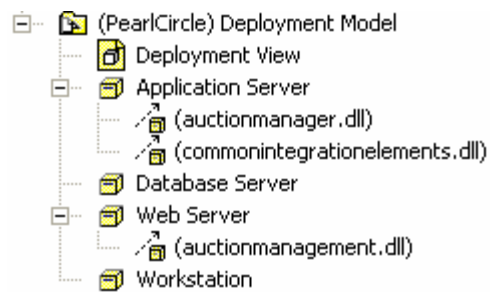 (PearlCircle) Deployment Model
Deployment View
Application Server
(auctionmanager.dll)
(commonintegrationelements.dll)
Database Server
Web Server
(auctionmanagement.dll)
Workstation